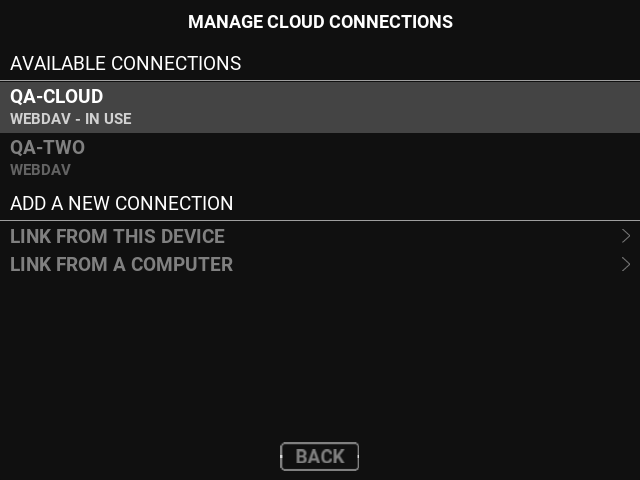 MANAGE CLOUD CONNECTIONS
AVAILABLE CONNECTIONS
QA-CLOUD
WEBDAV - IN USE
QA-TWO
WEBDAV
ADD A NEW CONNECTION
LINK FROM THIS DEVICE
LINK FROM A COMPUTER
BACK